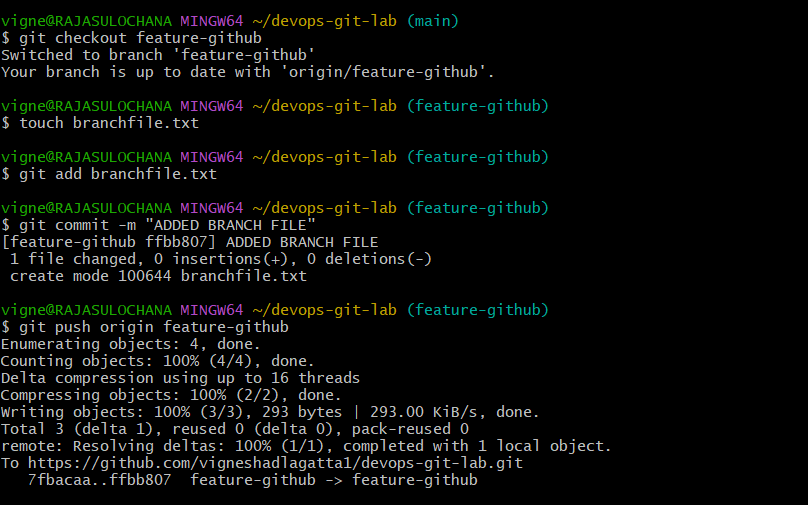 vigne@RAJASULOCHANA MINGW64 ~/devops-git-lab (main)
$ git checkout feature-github
Switched to branch 'feature-github'
Your branch is up to date with 'origin/feature-github'.
vigne@RAJASULOCHANA MINGW64 ~/devops-git-lab (feature-github)
$ touch branchfile.txt
vigne@RAJASULOCHANA MINGW64 ~/devops-git-lab (feature-github)
$ git add branchfile.txt
vigne@RAJASULOCHANA MINGW64 ~/devops-git-lab (feature-github)
$ git commit -m "ADDED BRANCH FILE"
[feature-github ffbb807] ADDED BRANCH FILE
 1 file changed, 0 insertions(+), 0 deletions(-)
 create mode 100644 branchfile.txt
vigne@RAJASULOCHANA MINGW64 ~/devops-git-lab (feature-github)
$ git push origin feature-github
Enumerating objects: 4, done.
Counting objects: 100% (4/4), done.
Delta compression using up to 16 threads
Compressing objects: 100% (2/2), done.
Writing objects: 100% (3/3), 293 bytes | 293.00 KiB/s, done.
Total 3 (delta 1), reused 0 (delta 0), pack-reused 0
remote: Resolving deltas: 100% (1/1), completed with 1 local object.
To https://github.com/vigneshadlagatta1/devops-git-lab.git
   7fbacaa..ffbb807  feature-github -> feature-github